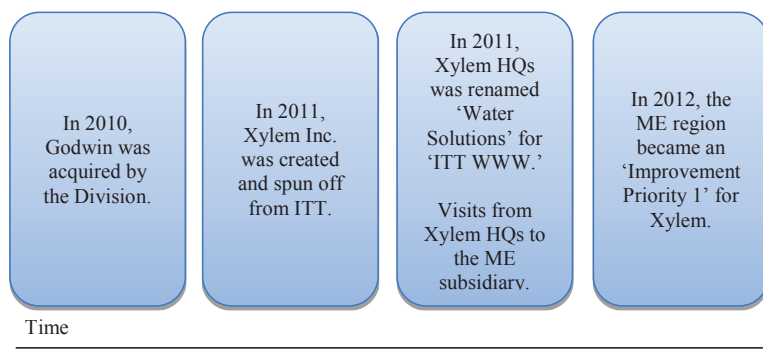 In 2010,
Godwin was
acquired by
the Division.
In 2011,
Xylem Inc.
was created
and spun off
from ITT.
In 2011,
Xylem HQs
was renamed
‘Water
Solutions’ for
‘ITT WWW.’
Visits from
Xylem HQs to
the ME
subsidiary.
In 2012, the
ME region
became an
‘Improvement
Priority 1’ for
Xylem.
Time